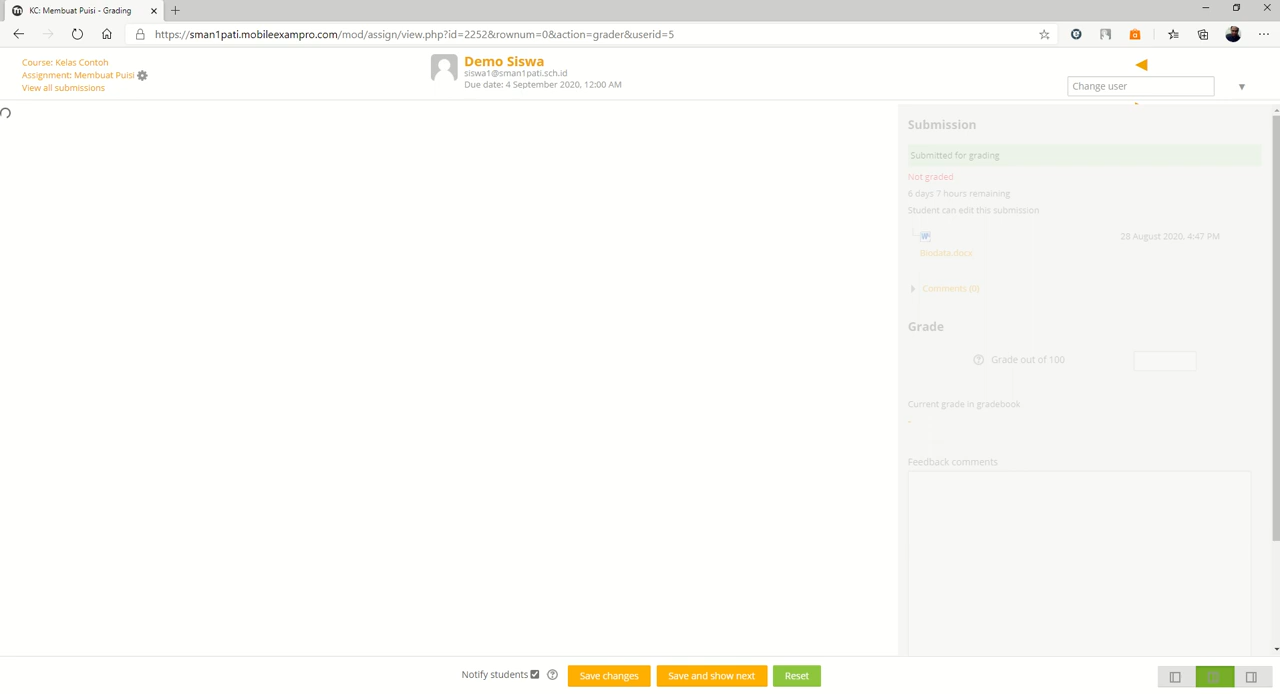 KC: Membuat Puisi - Grading
https://sman1pati.mobileexampro.com/mod/assign/view.php?id=2252&rownum=0&action=grader&userid=5
Course: Kelas Contoh
Assignment: Membuat Puisi
View all submissions
Demo Siswa
siswa1@sman1pati.sch.id
Due date: 4 September 2020, 12:00 AM
Change user
Submission
Submitted for grading
Not graded
6 days 7 hours remaining
Student can edit this submission
28 August 2020, 4:47 PM
Biodata.docx
Comments (0)
Grade
Grade out of 100
Current grade in gradebook
-
Feedback comments
Notify students
Save changes
Save and show next
Reset